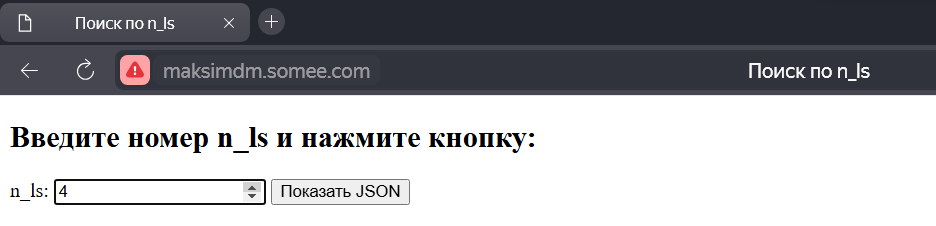 Поиск по n_ls
maksimdm.somee.com Поиск по n_ls
Введите номер n_ls и нажмите кнопку:
n_ls: 4 Показать JSON